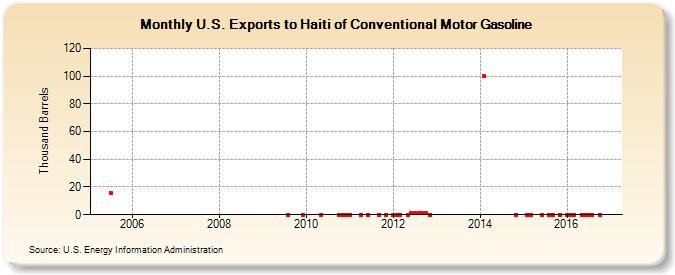 Monthly U.S. Exports to Haiti of Conventional Motor Gasoline
Thousand Barrels
120
100
80
60
40
20
0
2006 2008 2010 2012 2014 2016
Source: U.S. Energy Information Administration